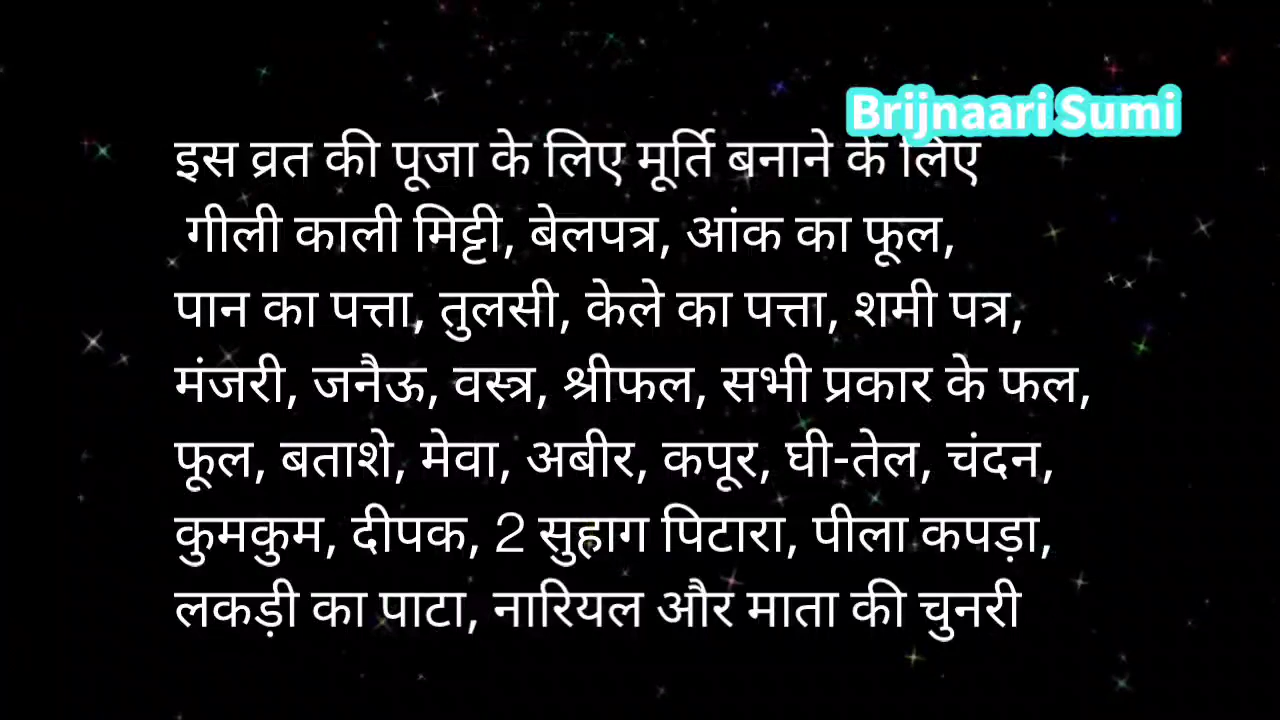 Brijnaari Sumi
इस व्रत की पूजा के लिए मूर्ति बनाने के लिए
गीली काली मिट्टी, बेलपत्र, आंक का फूल,
पान का पत्ता, तुलसी, केले का पत्ता, शमी पत्र,
मंजरी, जनैऊ, वस्त्र, श्रीफल, सभी प्रकार के फल,
फूल, बताशे, मेवा, अबीर, कपूर, घी-तेल, चंदन,
कुमकुम, दीपक, 2 सुहाग पिटारा, पीला कपड़ा,
लकड़ी का पाटा, नारियल और माता की चुनरी